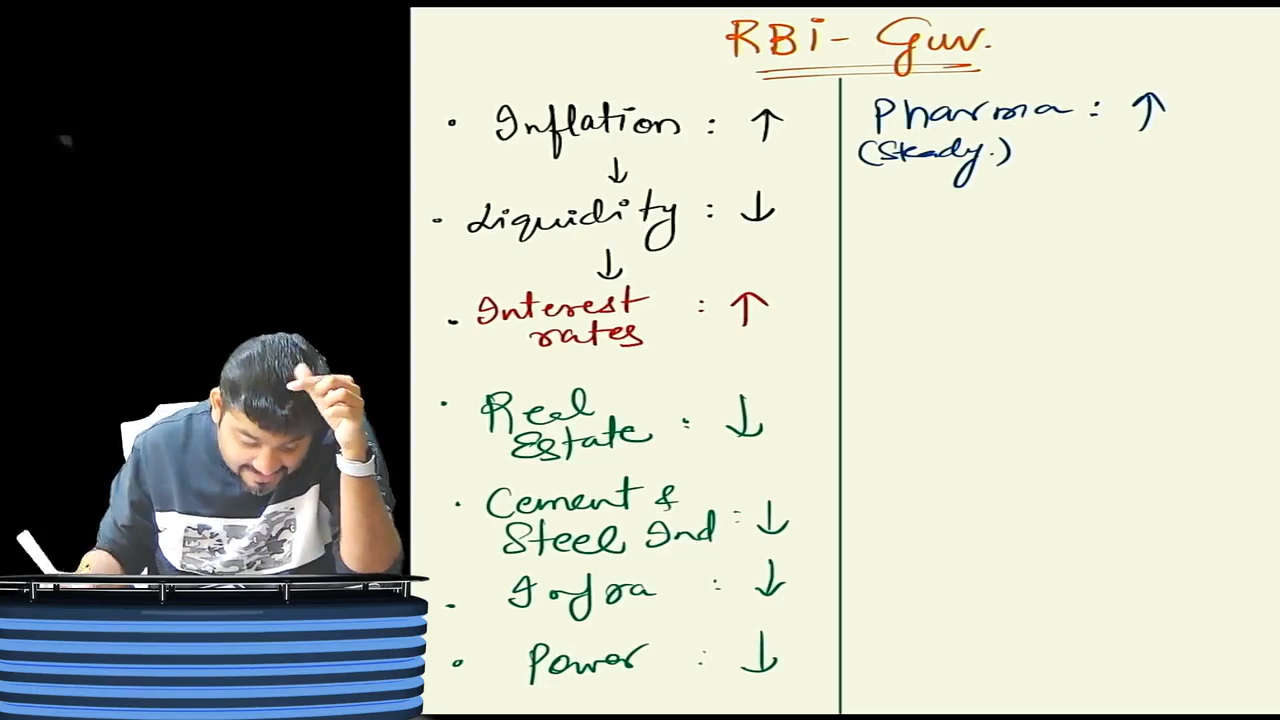 RBi - Guv.
• Inflation : ↑
↓
• Liquidity : ↓
↓
• Interest : ↑
rates
• Real
Estate : ↓
• Cement &
Steel Ind : ↓
• Infra : ↓
• Power : ↓
Pharma : ↑
(Steady.)